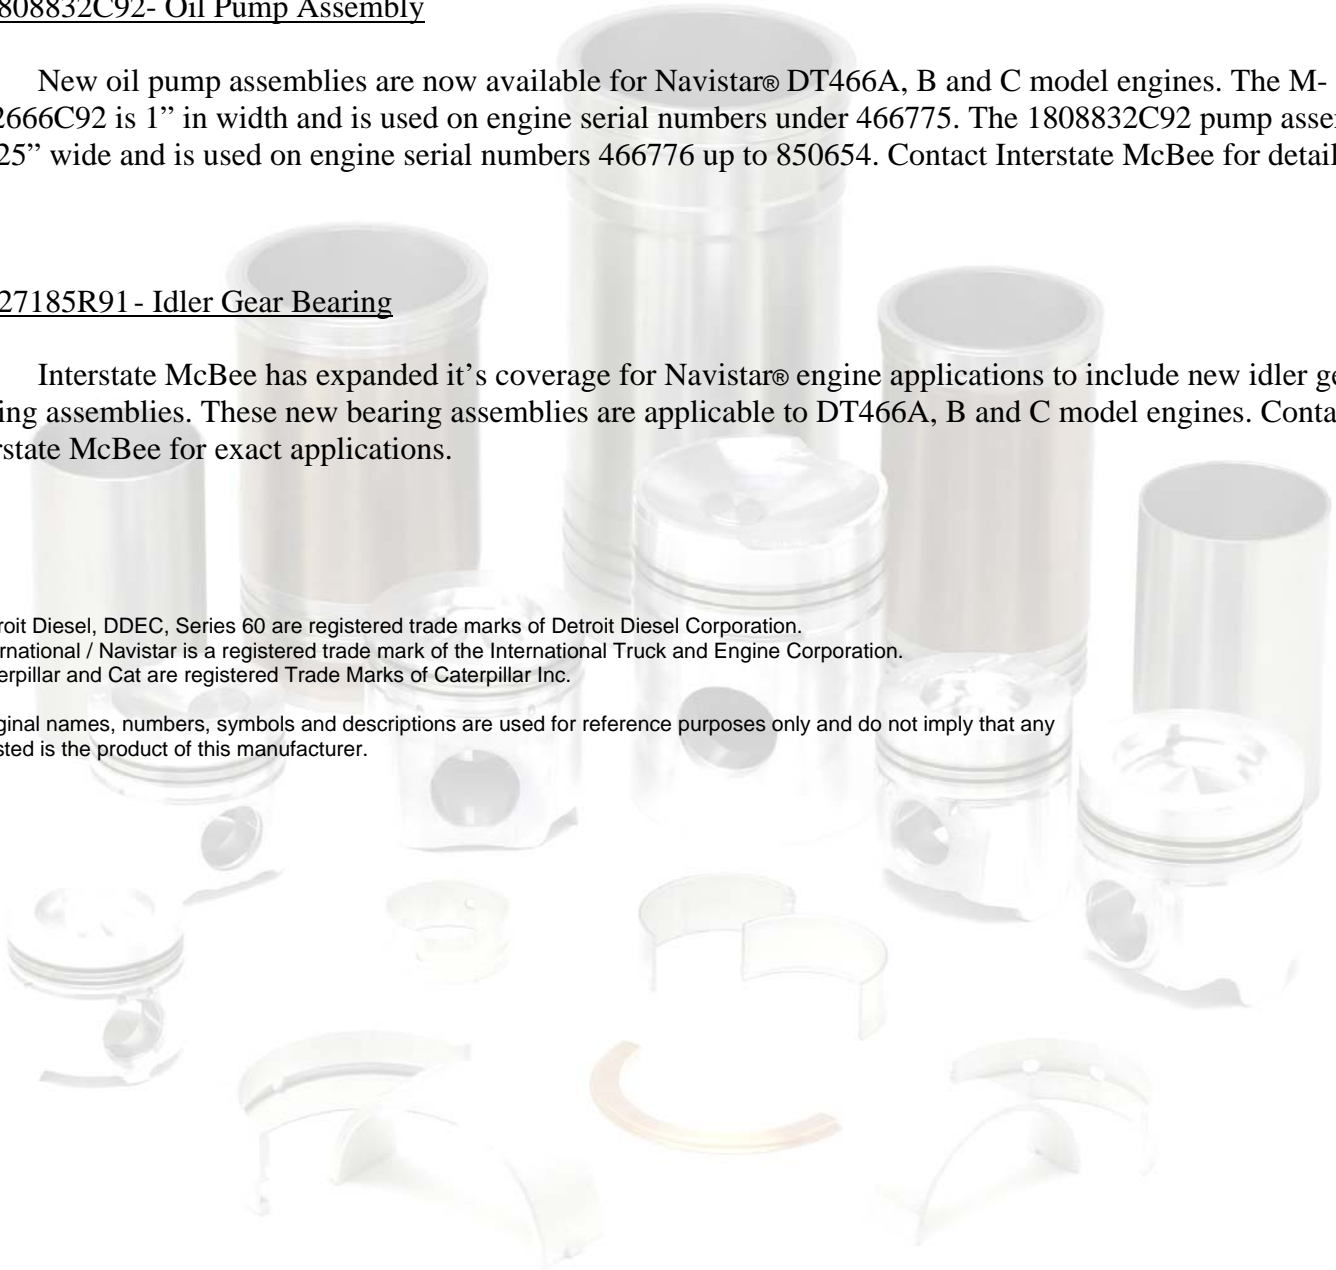 808832C92- Oil Pump Assembly
New oil pump assemblies are now available for Navistar® DT466A, B and C model engines. The M-
2666C92 is 1” in width and is used on engine serial numbers under 466775. The 1808832C92 pump assem
25” wide and is used on engine serial numbers 466776 up to 850654. Contact Interstate McBee for detail
27185R91- Idler Gear Bearing
Interstate McBee has expanded it’s coverage for Navistar® engine applications to include new idler ge
ing assemblies. These new bearing assemblies are applicable to DT466A, B and C model engines. Conta
rstate McBee for exact applications.
roit Diesel, DDEC, Series 60 are registered trade marks of Detroit Diesel Corporation.
rnational / Navistar is a registered trade mark of the International Truck and Engine Corporation.
erpillar and Cat are registered Trade Marks of Caterpillar Inc.
ginal names, numbers, symbols and descriptions are used for reference purposes only and do not imply that any
sted is the product of this manufacturer.